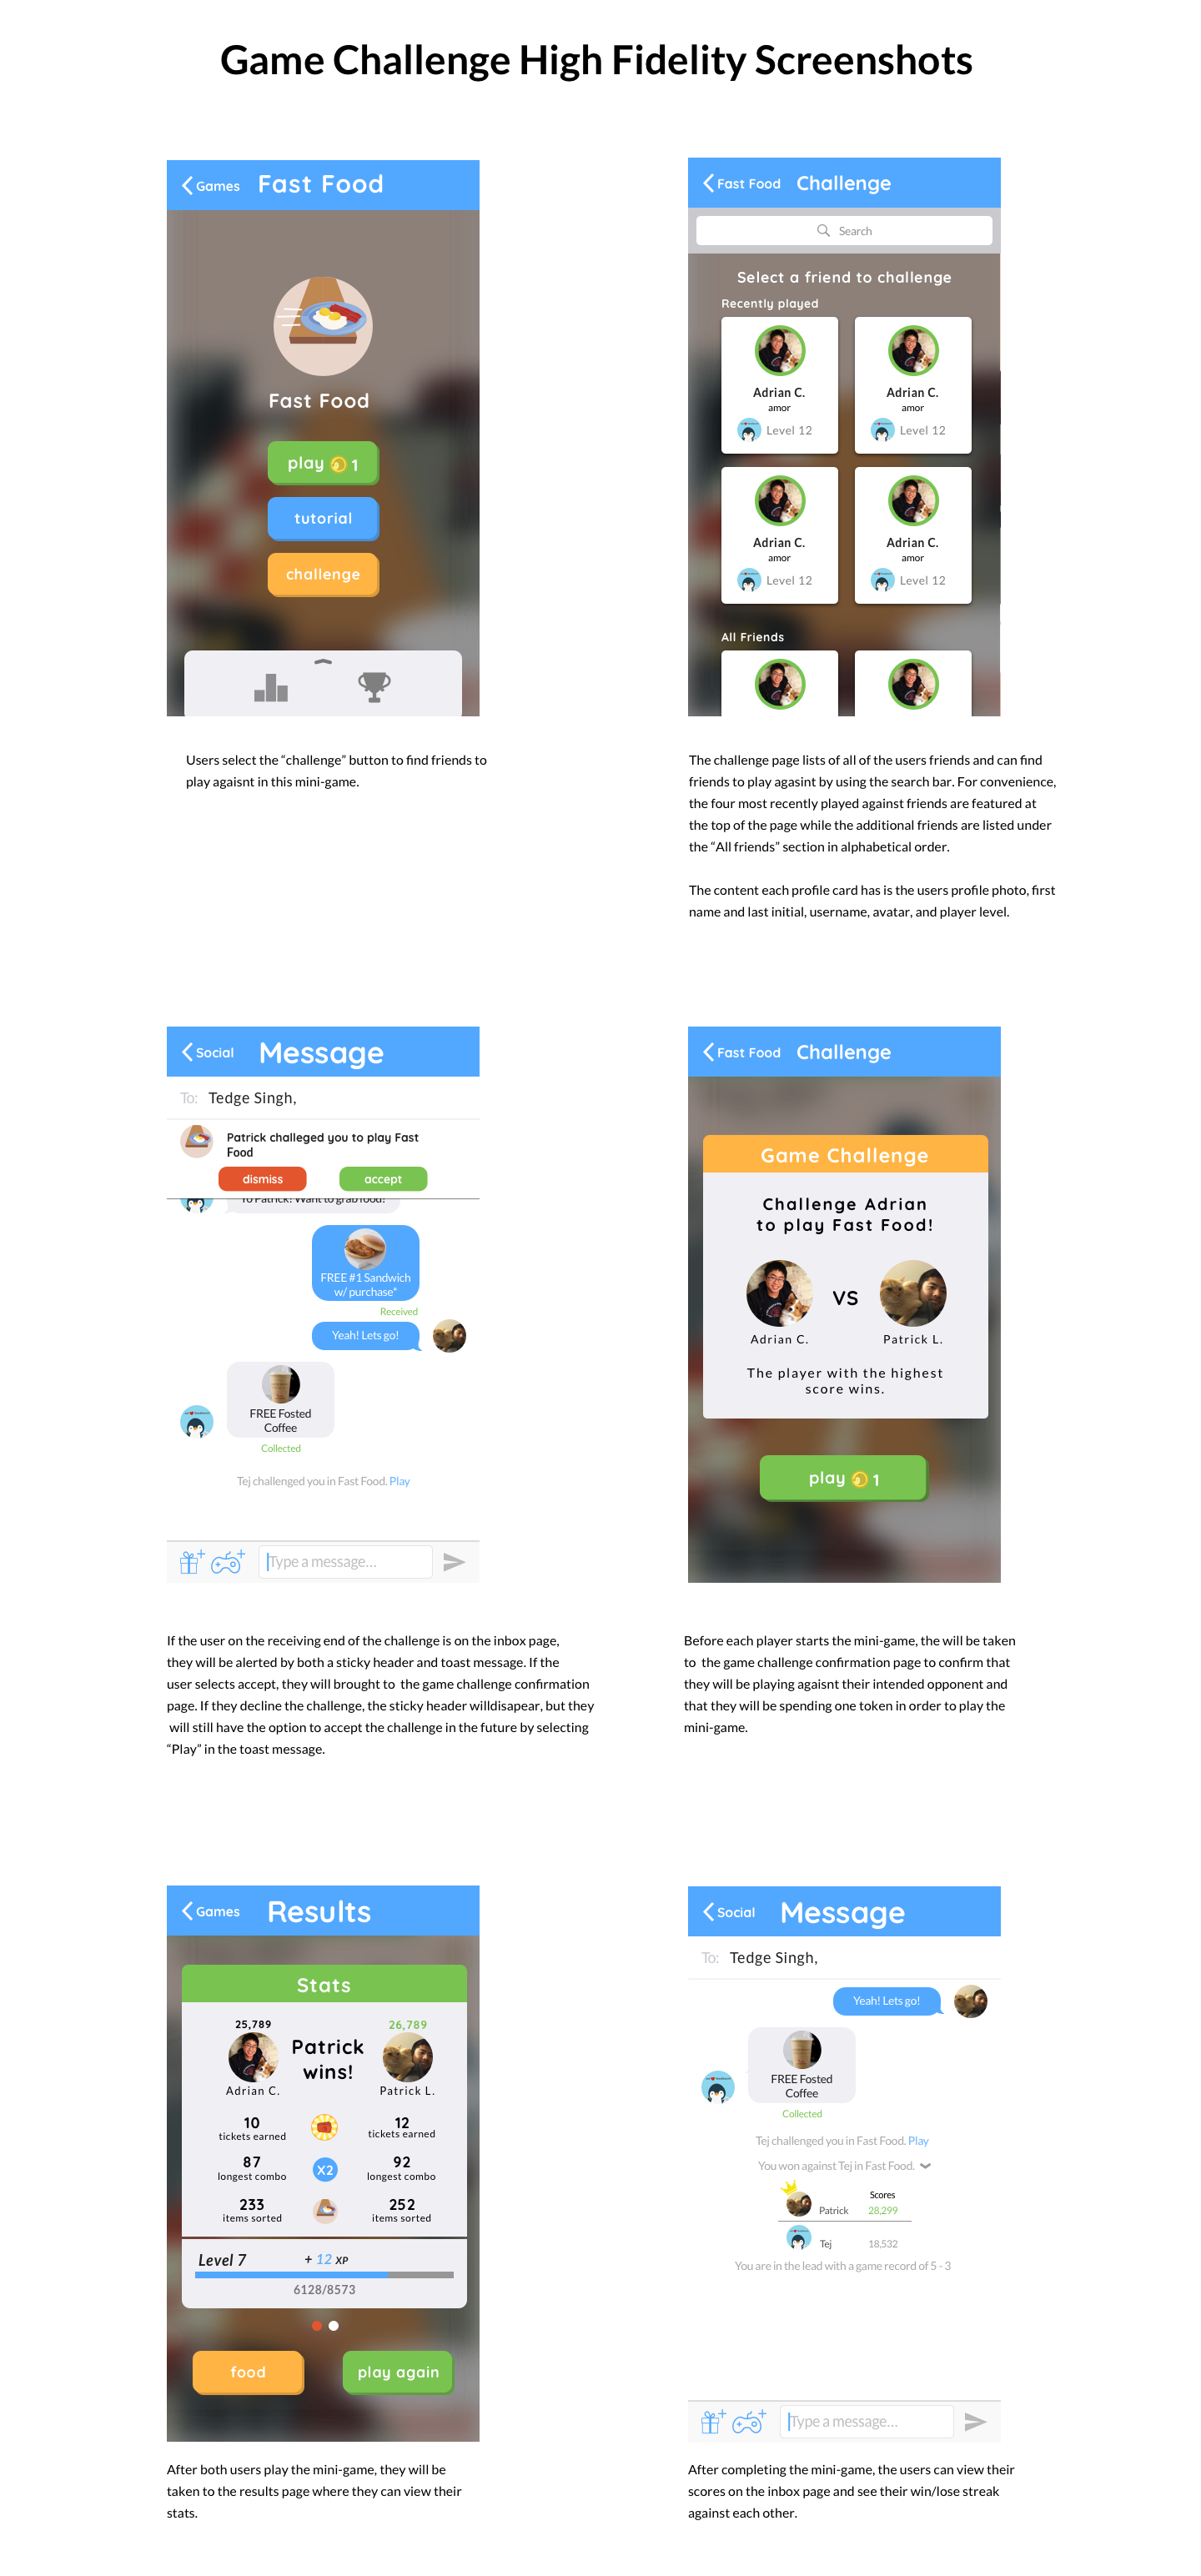 Game Challenge High Fidelity Screenshots
Games Fast Food
Fast Food
play 1
tutorial
challenge
Users select the “challenge” button to find friends to
play agaisnt in this mini-game.
Fast Food Challenge
Search
Select a friend to challenge
Recently played
Adrian C. Adrian C.
amor amor
Level 12 Level 12
Adrian C. Adrian C.
amor amor
Level 12 Level 12
All Friends
The challenge page lists of all of the users friends and can find
friends to play agasint by using the search bar. For convenience,
the four most recently played against friends are featured at
the top of the page while the additional friends are listed under
the “All friends” section in alphabetical order.
The content each profile card has is the users profile photo, first
name and last initial, username, avatar, and player level.
Social Message
To: Tedge Singh,
Patrick challeged you to play Fast
Food
dismiss accept
Yo Patrick! Want to grab food?
FREE #1 Sandwich
w/ purchase*
Received
Yeah! Lets go!
FREE Fosted
Coffee
Collected
Tej challenged you in Fast Food. Play
Type a message...
If the user on the receiving end of the challenge is on the inbox page,
they will be alerted by both a sticky header and toast message. If the
user selects accept, they will brought to the game challenge confirmation
page. If they decline the challenge, the sticky header willdisapear, but they
will still have the option to accept the challenge in the future by selecting
“Play” in the toast message.
Fast Food Challenge
Game Challenge
Challenge Adrian
to play Fast Food!
VS
Adrian C. Patrick L.
The player with the highest
score wins.
play 1
Before each player starts the mini-game, the will be taken
to the game challenge confirmation page to confirm that
they will be playing agaisnt their intended opponent and
that they will be spending one token in order to play the
mini-game.
Games Results
Stats
25,789 26,789
Patrick
wins!
Adrian C. Patrick L.
10 12
tickets earned tickets earned
87 X2 92
longest combo longest combo
233 252
items sorted items sorted
Level 7 + 12 XP
6128/8573
food play again
After both users play the mini-game, they will be
taken to the results page where they can view their
stats.
Social Message
To: Tedge Singh,
Yeah! Lets go!
FREE Fosted
Coffee
Collected
Tej challenged you in Fast Food. Play
You won against Tej in Fast Food.
Scores
Patrick 28,299
Tej 18,532
You are in the lead with a game record of 5 - 3
Type a message...
After completing the mini-game, the users can view their
scores on the inbox page and see their win/lose streak
against each other.